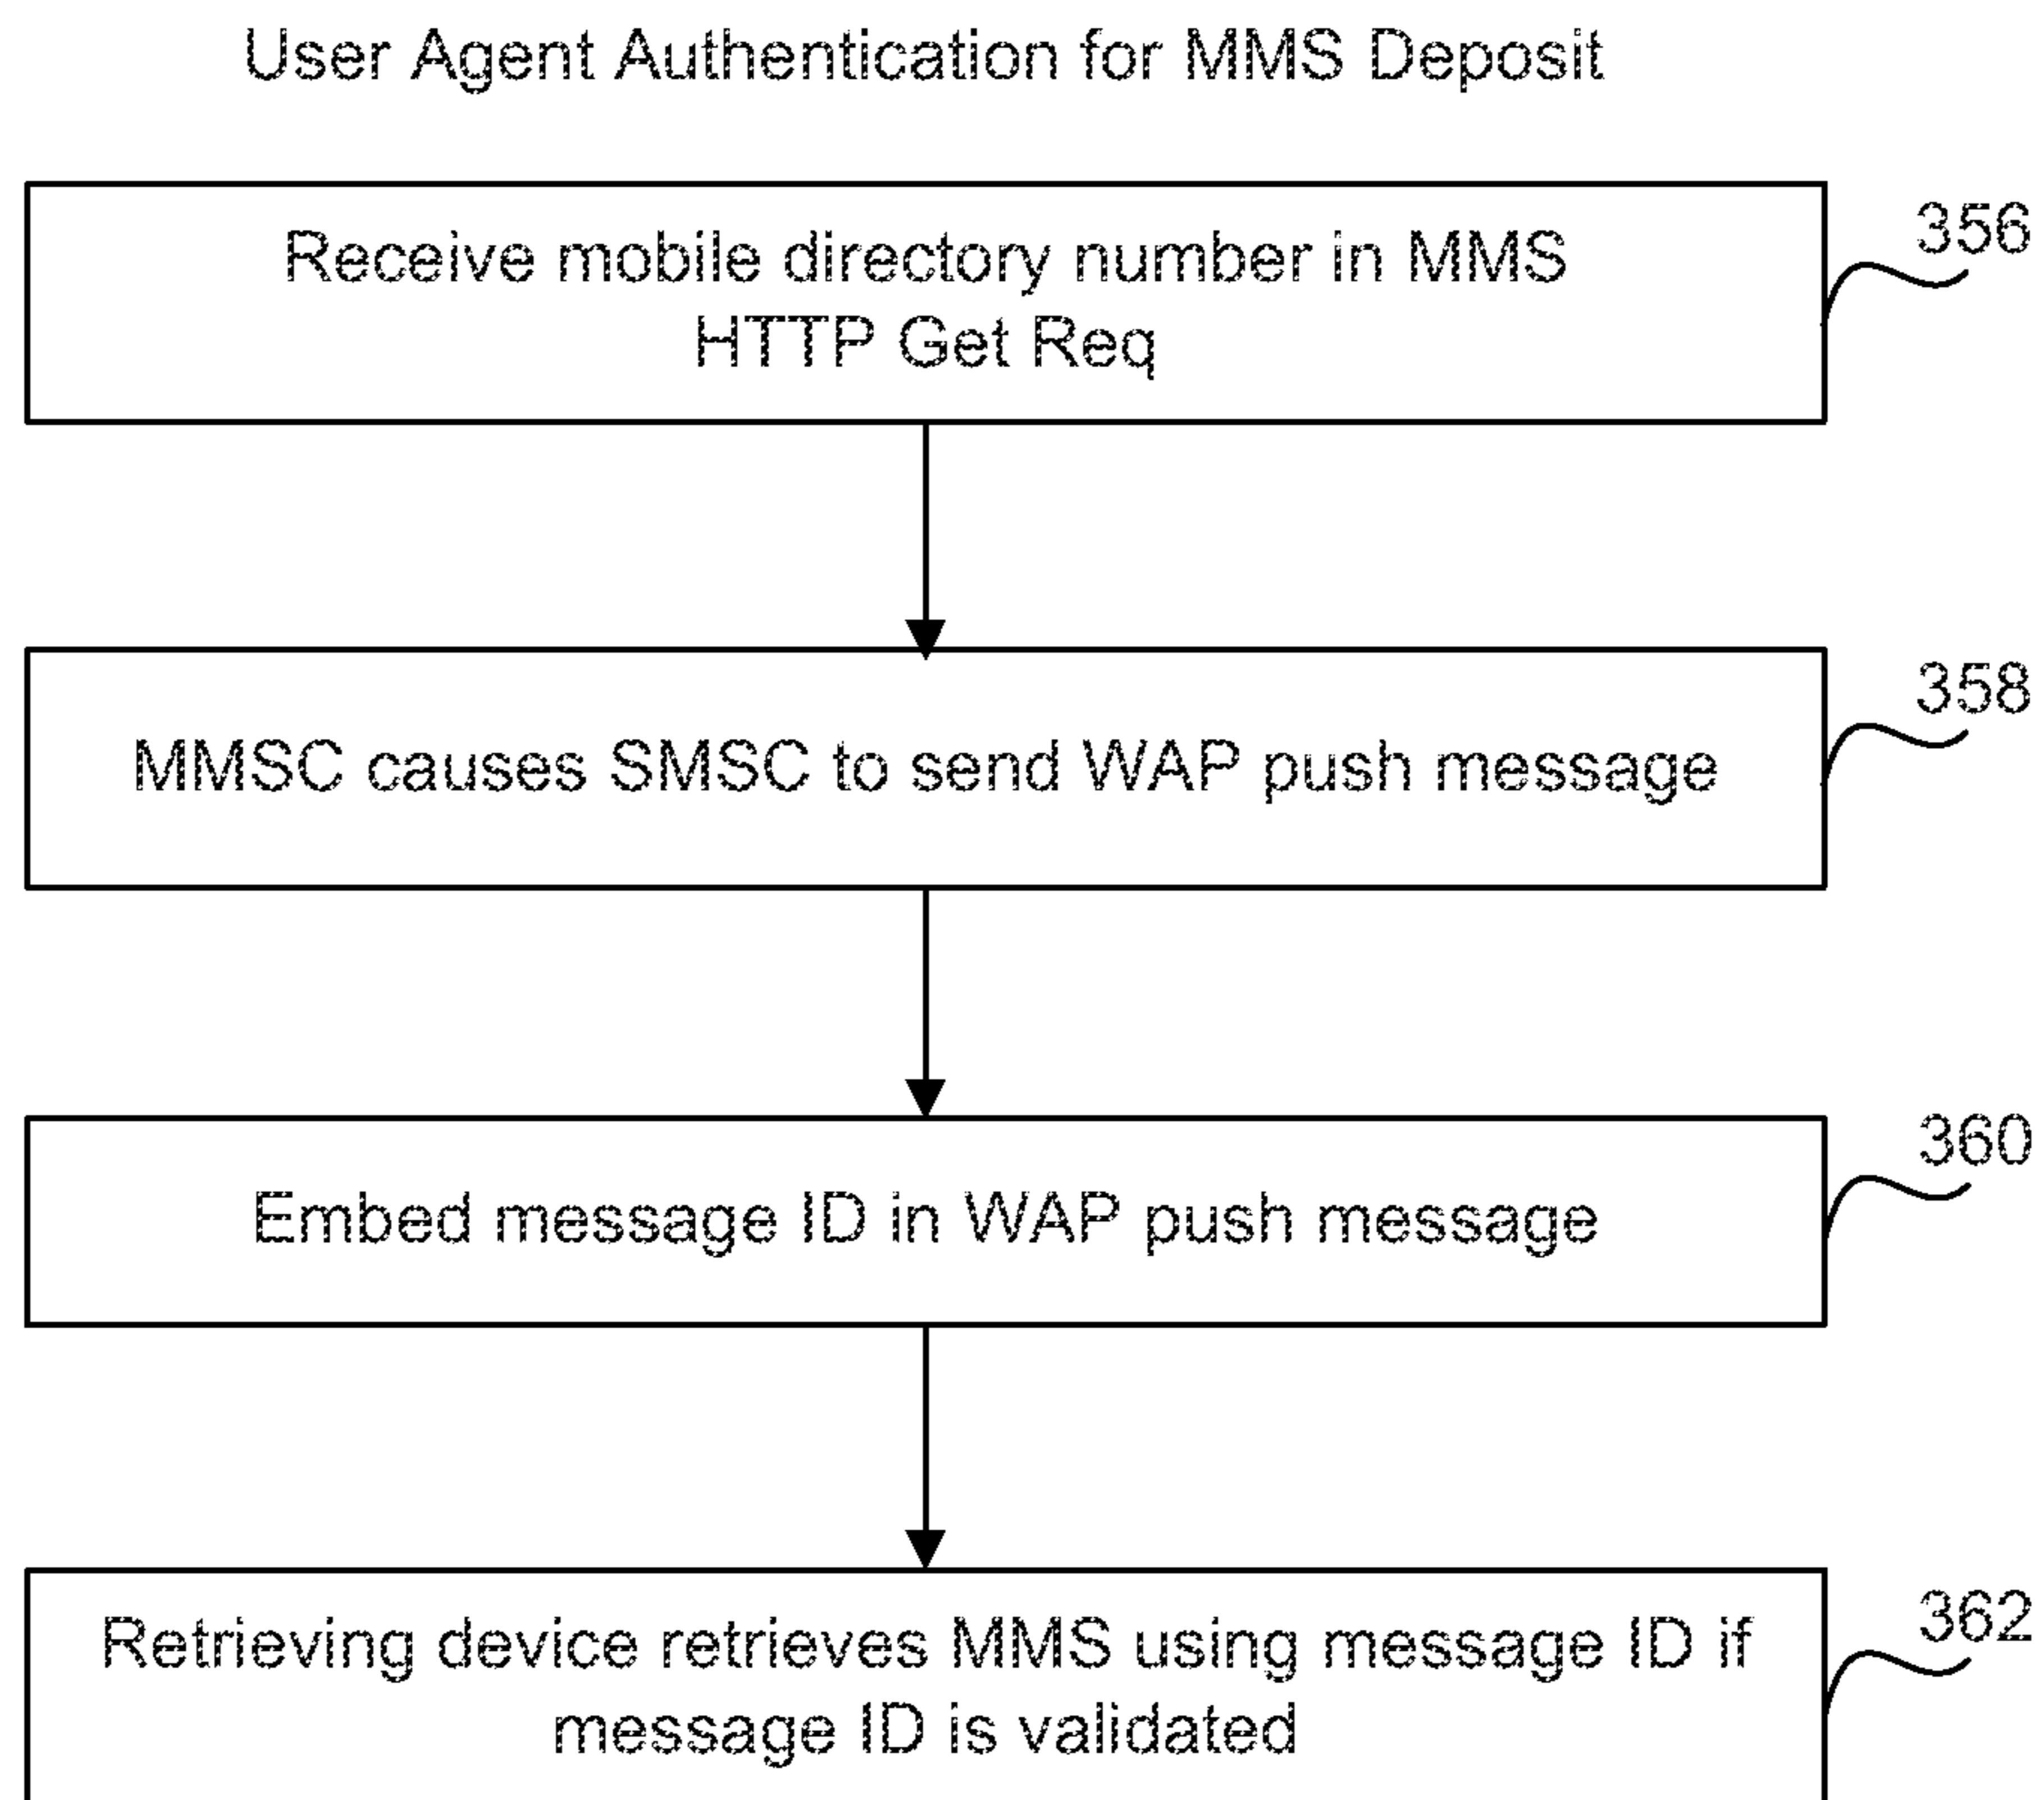 User Agent Authentication for MMS Deposit
Receive mobile directory number in MMS
HTTP Get Req
356
MMSC causes SMSC to send WAP push message
358
Embed message ID in WAP push message
360
Retrieving device retrieves MMS using message ID if
message ID is validated
362